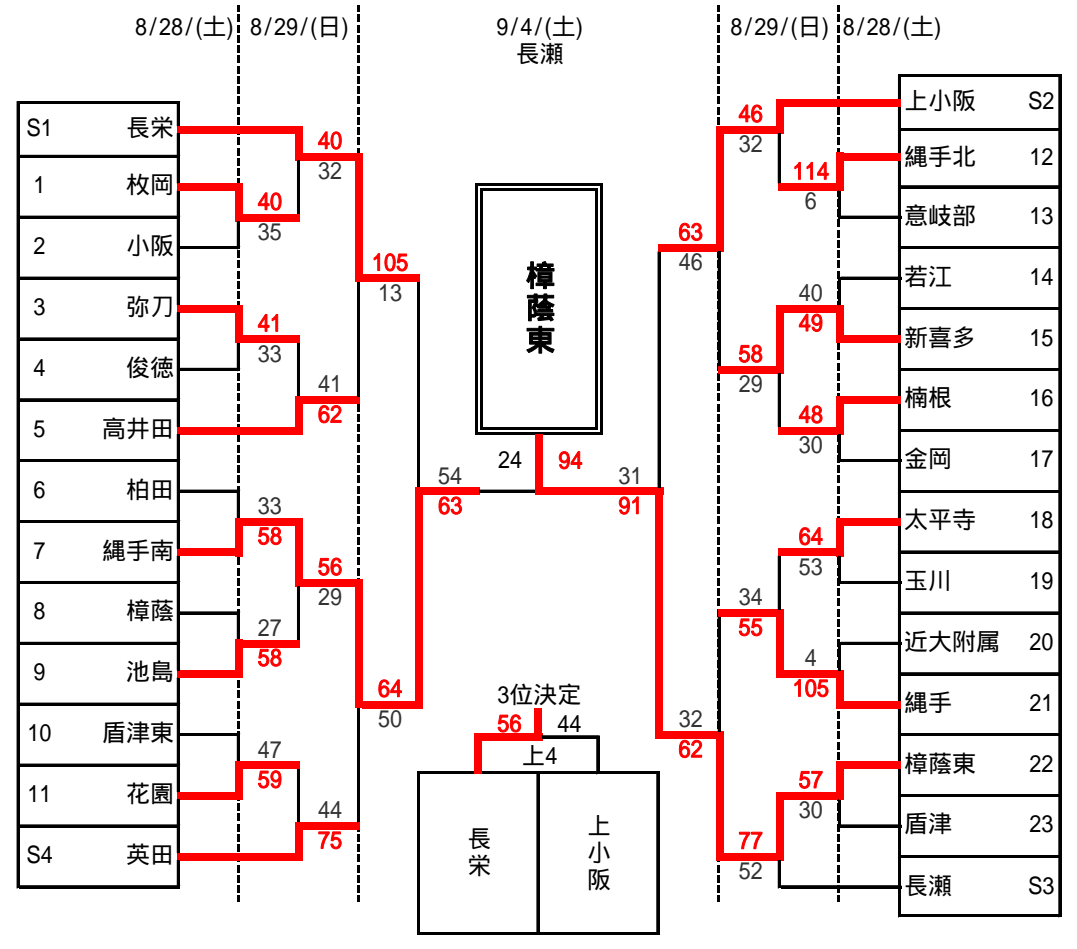 8/28/(土) 8/29/(日) 9/4/(土) 8/29/(日) 8/28/(土)
長瀬
S1 長栄
1 枚岡
2 小阪
3 弥刀
4 俊徳
5 高井田
6 柏田
7 縄手南
8 樟蔭
9 池島
10 盾津東
11 花園
S4 英田
40
35
41
33
33
58
27
58
47
59
40
32
41
62
56
29
44
75
105
13
64
50
54
63
樟蔭東
24 94
31
91
63
46
32
62
46
32
58
29
34
55
77
52
114
6
40
49
48
30
64
53
4
105
57
30
上小阪 S2
縄手北 12
意岐部 13
若江 14
新喜多 15
楠根 16
金岡 17
太平寺 18
玉川 19
近大附属 20
縄手 21
樟蔭東 22
盾津 23
長瀬 S3
3位決定
56 44
上4
長栄
上小阪